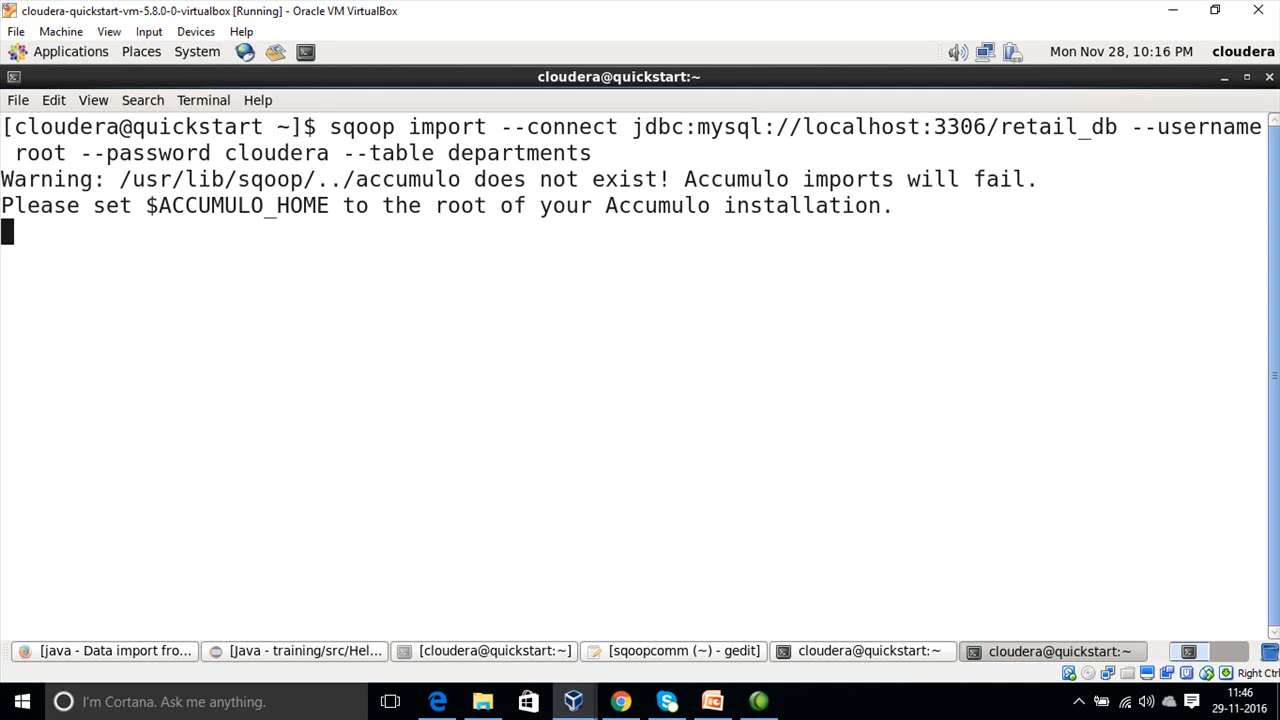 cloudera-quickstart-vm-5.8.0-0-virtualbox [Running] - Oracle VM VirtualBox
File Machine View Input Devices Help
Applications Places System Mon Nov 28, 10:16 PM cloudera
cloudera@quickstart:~
File Edit View Search Terminal Help
[cloudera@quickstart ~]$ sqoop import --connect jdbc:mysql://localhost:3306/retail_db --username
root --password cloudera --table departments
Warning: /usr/lib/sqoop/../accumulo does not exist! Accumulo imports will fail.
Please set $ACCUMULO_HOME to the root of your Accumulo installation.
[java - Data import fro... [Java - training/src/Hel... [cloudera@quickstart:~] [sqoopcomm (~) - gedit] cloudera@quickstart:~ cloudera@quickstart:~
Right Ctrl
I'm Cortana. Ask me anything.
11:46
29-11-2016